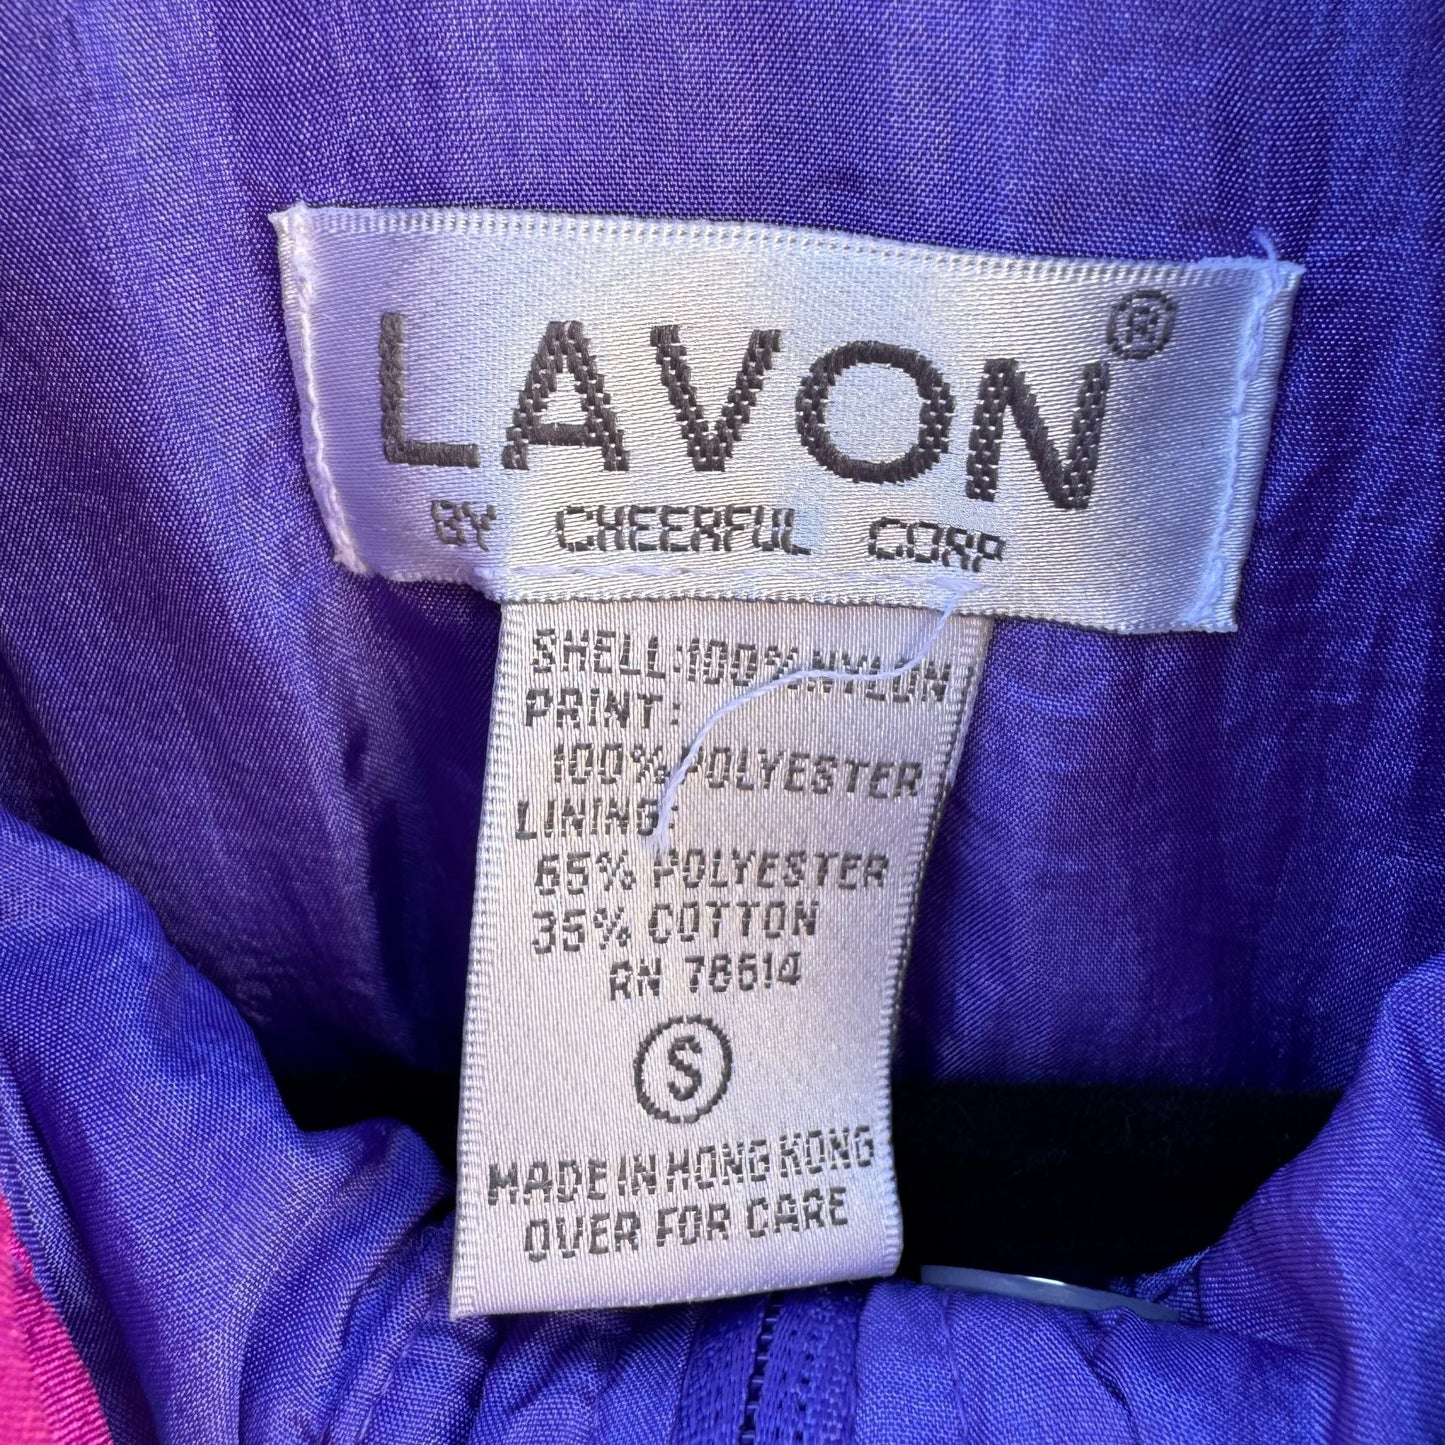 LAVON®
BY CHEERFUL CORP
SHELL:100%NYLON
PRINT:
100%POLYESTER
LINING:
65% POLYESTER
35% COTTON
RN 78514
S
MADE IN HONG KONG
OVER FOR CARE